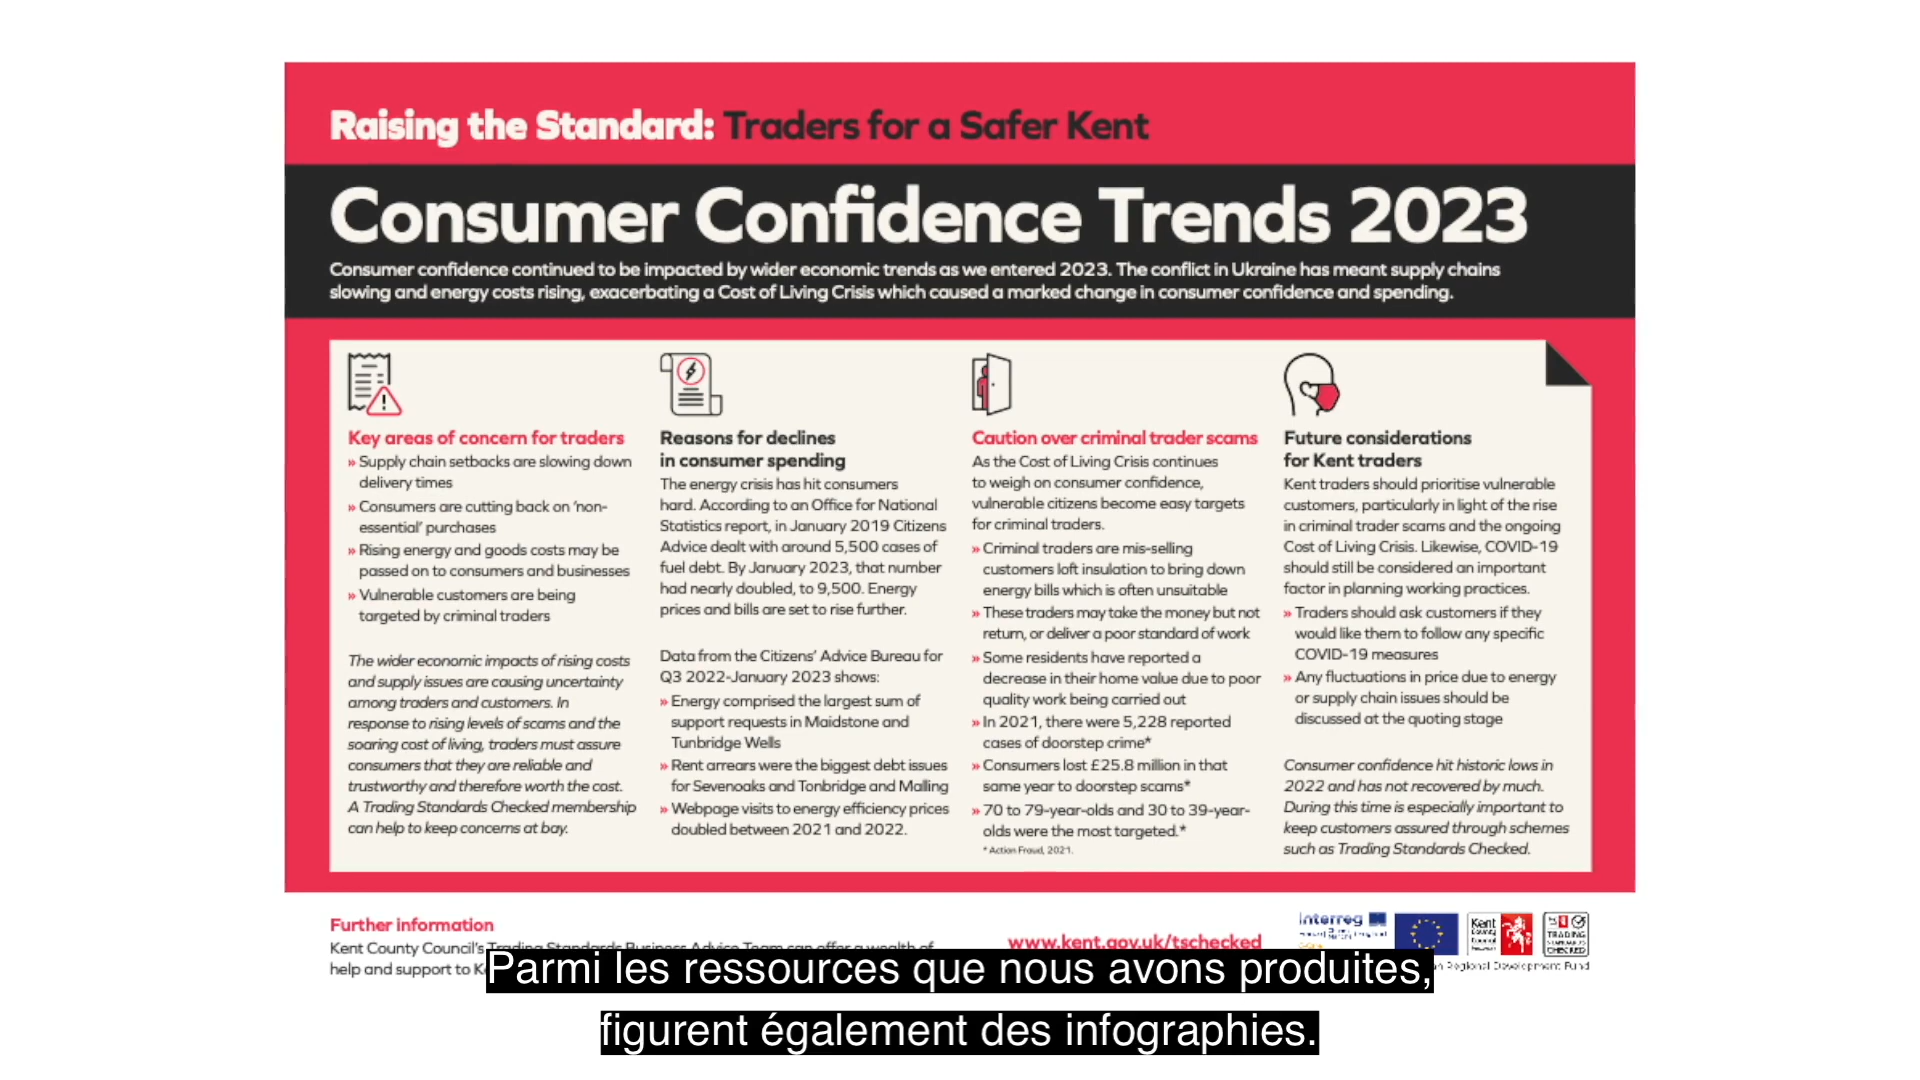 Raising the Standard: Traders for a Safer Kent
Consumer Confidence Trends 2023
Consumer confidence continued to be impacted by wider economic trends as we entered 2023. The conflict in Ukraine has meant supply chains
slowing and energy costs rising, exacerbating a Cost of Living Crisis which caused a marked change in consumer confidence and spending.
Key areas of concern for traders
» Supply chain setbacks are slowing down
delivery times
» Consumers are cutting back on ‘non-
essential’ purchases
» Rising energy and goods costs may be
passed on to consumers and businesses
» Vulnerable customers are being
targeted by criminal traders
The wider economic impacts of rising costs
and supply issues are causing uncertainty
among traders and customers. In
response to rising levels of scams and the
soaring cost of living, traders must assure
consumers that they are reliable and
trustworthy and therefore worth the cost.
A Trading Standards Checked membership
can help to keep concerns at bay.
Reasons for declines
in consumer spending
The energy crisis has hit consumers
hard. According to an Office for National
Statistics report, in January 2019 Citizens
Advice dealt with around 5,500 cases of
fuel debt. By January 2023, that number
had nearly doubled, to 9,500. Energy
prices and bills are set to rise further.
Data from the Citizens’ Advice Bureau for
Q3 2022-January 2023 shows:
» Energy comprised the largest sum of
support requests in Maidstone and
Tunbridge Wells
» Rent arrears were the biggest debt issues
for Sevenoaks and Tonbridge and Malling
» Webpage visits to energy efficiency prices
doubled between 2021 and 2022.
Caution over criminal trader scams
As the Cost of Living Crisis continues
to weigh on consumer confidence,
vulnerable citizens become easy targets
for criminal traders.
» Criminal traders are mis-selling
customers loft insulation to bring down
energy bills which is often unsuitable
» These traders may take the money but not
return, or deliver a poor standard of work
» Some residents have reported a
decrease in their home value due to poor
quality work being carried out
» In 2021, there were 5,228 reported
cases of doorstep crime*
» Consumers lost £25.8 million in that
same year to doorstep scams*
» 70 to 79-year-olds and 30 to 39-year-
olds were the most targeted.*
* Action Fraud, 2021.
Future considerations
for Kent traders
Kent traders should prioritise vulnerable
customers, particularly in light of the rise
in criminal trader scams and the ongoing
Cost of Living Crisis. Likewise, COVID-19
should still be considered an important
factor in planning working practices.
» Traders should ask customers if they
would like them to follow any specific
COVID-19 measures
» Any fluctuations in price due to energy
or supply chain issues should be
discussed at the quoting stage
Consumer confidence hit historic lows in
2022 and has not recovered by much.
During this time is especially important to
keep customers assured through schemes
such as Trading Standards Checked.
Further information
Kent County Council’s Trading Standards Business Advice Team can offer a wealth of
help and support to
www.kent.gov.uk/tschecked
Interreg
Kent
County
Council
TRADING
STANDARDS
CHECKED
Regional Development Fund
Parmi les ressources que nous avons produites,
figurent également des infographies.